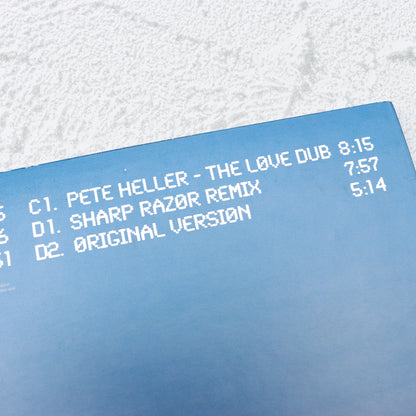 C1. PETE HELLER - THE LØVE DUB 8:15
D1. SHARP RAZØR REMIX 7:57
D2. ØRIGINAL VERSIØN 5:14